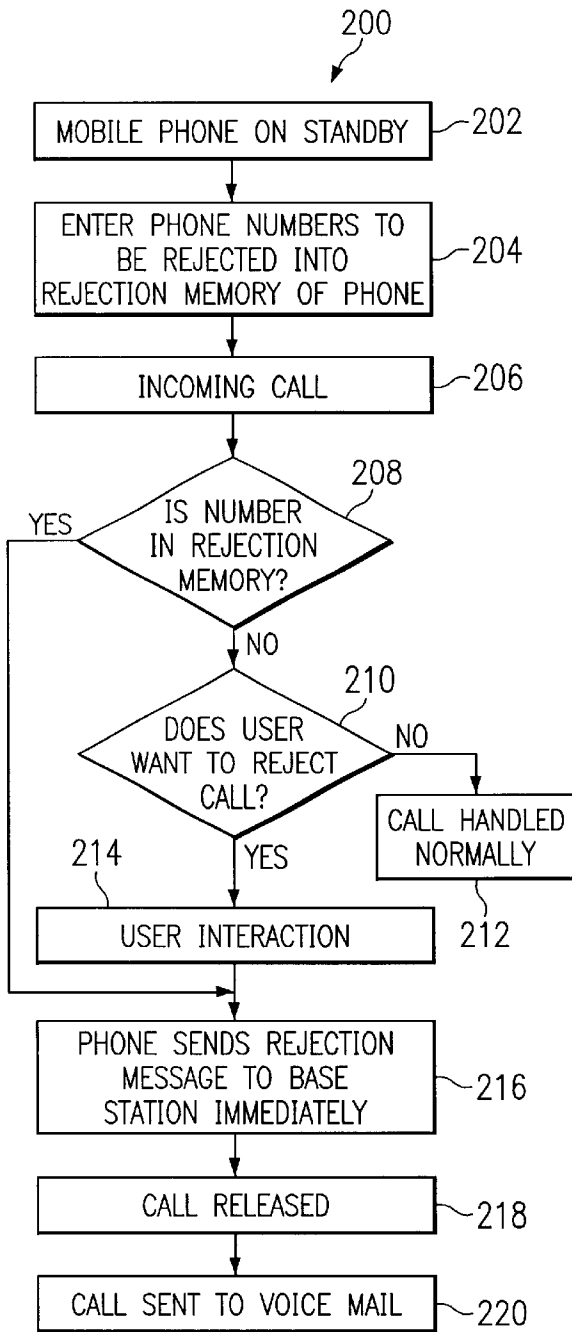 200
MOBILE PHONE ON STANDBY
202
ENTER PHONE NUMBERS TO
BE REJECTED INTO
REJECTION MEMORY OF PHONE
204
INCOMING CALL
206
208
YES
IS NUMBER
IN REJECTION
MEMORY?
NO
210
DOES USER
WANT TO REJECT
CALL?
NO
CALL HANDLED
NORMALLY
212
YES
214
USER INTERACTION
PHONE SENDS REJECTION
MESSAGE TO BASE
STATION IMMEDIATELY
216
CALL RELEASED
218
CALL SENT TO VOICE MAIL
220